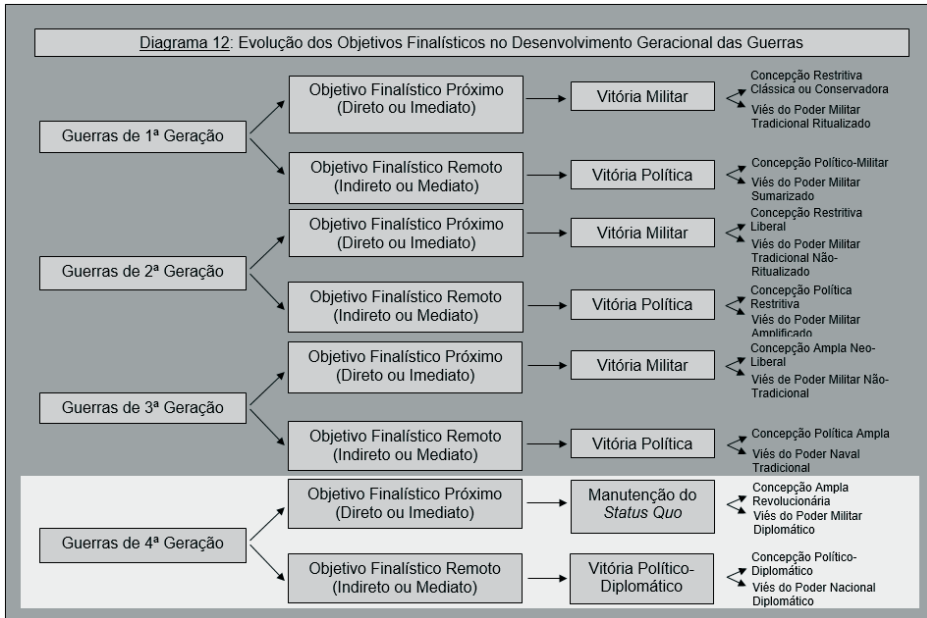 Diagrama 12: Evolução dos Objetivos Finalísticos no Desenvolvimento Geracional das Guerras
Guerras de 1ª Geração
Objetivo Finalístico Próximo
(Direto ou Imediato)
Vitória Militar
Concepção Restritiva
Clássica ou Conservadora
Viés do Poder Militar
Tradicional Ritualizado
Objetivo Finalístico Remoto
(Indireto ou Mediato)
Vitória Política
Concepção Político-Militar
Viés do Poder Militar
Sumarizado
Guerras de 2ª Geração
Objetivo Finalístico Próximo
(Direto ou Imediato)
Vitória Militar
Concepção Restritiva
Liberal
Viés do Poder Militar
Tradicional Não-
Ritualizado
Objetivo Finalístico Remoto
(Indireto ou Mediato)
Vitória Política
Concepção Política
Restritiva
Viés do Poder Militar
Amplificado
Guerras de 3ª Geração
Objetivo Finalístico Próximo
(Direto ou Imediato)
Vitória Militar
Concepção Ampla Neo-
Liberal
Viés de Poder Militar Não-
Tradicional
Objetivo Finalístico Remoto
(Indireto ou Mediato)
Vitória Política
Concepção Política Ampla
Viés do Poder Naval
Tradicional
Guerras de 4ª Geração
Objetivo Finalístico Próximo
(Direto ou Imediato)
Manutenção do
Status Quo
Concepção Ampla
Revolucionária
Viés do Poder Militar
Diplomático
Objetivo Finalístico Remoto
(Indireto ou Mediato)
Vitória Político-
Diplomático
Concepção Político-
Diplomático
Viés do Poder Nacional
Diplomático